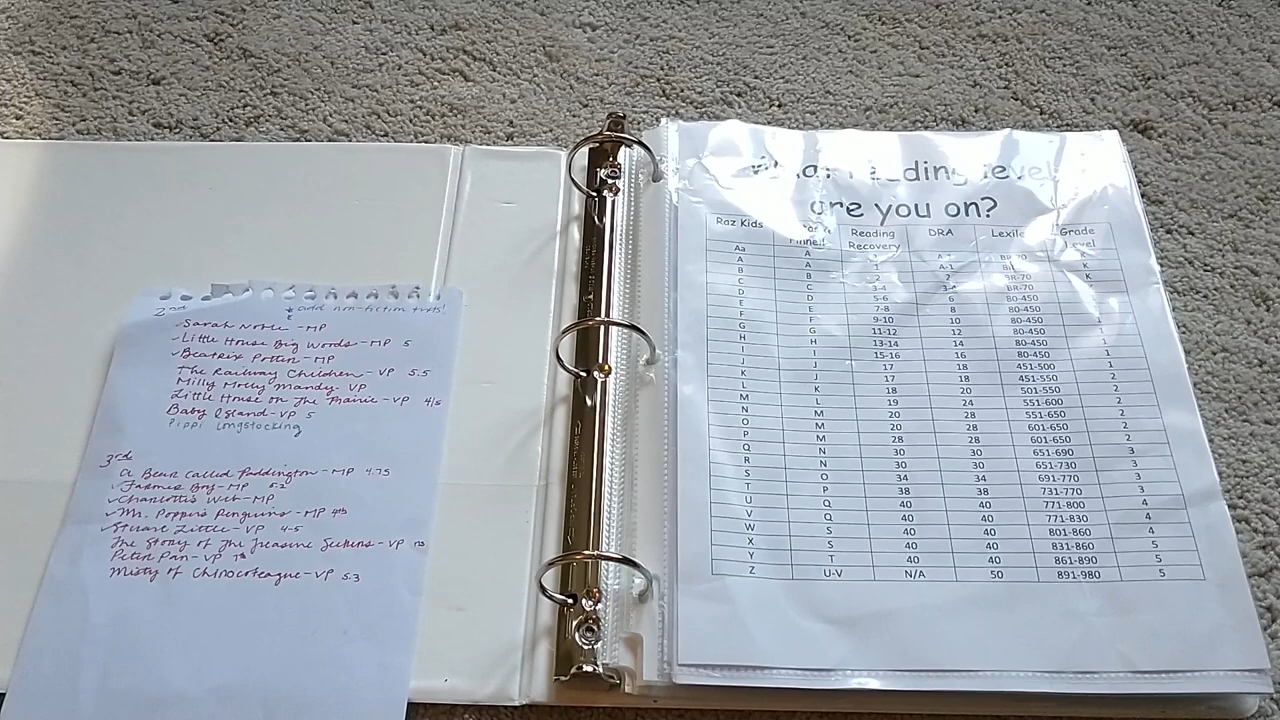 2nd * add non-fiction texts!
✓Sarah Noble - MP
✓Little House Big Woods - MP 5
✓Beatrix Potter - MP
The Railway Children - VP 5.5
Milly Molly Mandy VP
Little House on the Prairie - VP 4/5
Baby Island - VP 5
Pippi Longstocking
3rd
A Bear Called Paddington - MP 4.75
✓Farmer Boy - MP 5.2
✓Charlotte's Web - MP
✓Mr. Popper's Penguins - MP 4th
✓Stuart Little - VP 4-5
The Story of the Treasure Seekers - VP
Peter Pan - VP
Misty of Chincoteague - VP 5.3
What reading level
are you on?
Raz Kids Reading DRA Lexile Grade
Pinnell Recovery Level
Aa A
A A A-1 K
B B 2 2 BR-70 K
C C 3-4 BR-70
D D 5-6 6 80-450
E E 7-8 8 80-450
F F 9-10 10 80-450 1
G G 11-12 12 80-450 1
H H 13-14 14 80-450 1
I I 15-16 16 80-450 1
J J 17 18 451-500 1
K J 17 18 451-550 2
L K 18 20 501-550 2
M L 19 24 551-600 2
N M 20 28 551-650 2
O M 20 28 601-650 2
P M 28 28 601-650 2
Q N 30 30 651-690 3
R N 30 30 651-730 3
S O 34 34 691-770 3
T P 38 38 731-770 3
U Q 40 40 771-800 4
V Q 40 40 771-830 4
W S 40 40 801-860 4
X S 40 40 831-860 5
Y T 40 40 861-890 5
Z U-V N/A 50 891-980 5